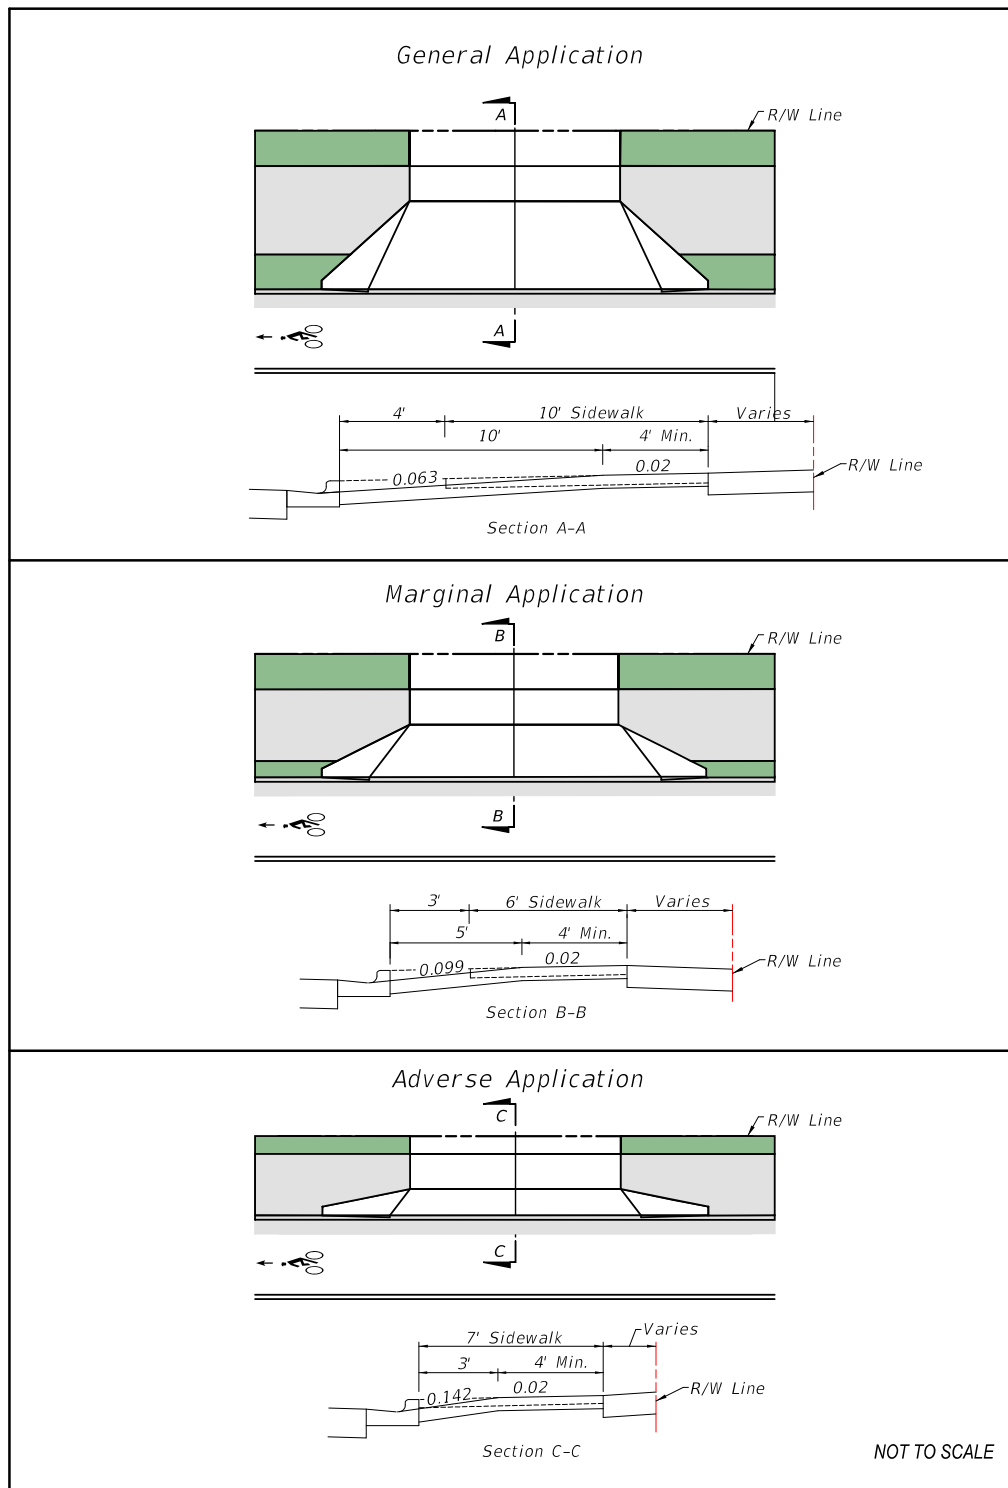 General Application
A
R/W Line
A
4' 10' Sidewalk Varies
10' 4' Min.
0.063 0.02
R/W Line
Section A-A
Marginal Application
B
R/W Line
B
3' 6' Sidewalk Varies
5' 4' Min.
0.099 0.02
R/W Line
Section B-B
Adverse Application
C
R/W Line
C
7' Sidewalk Varies
3' 4' Min.
0.142 0.02
R/W Line
Section C-C
NOT TO SCALE